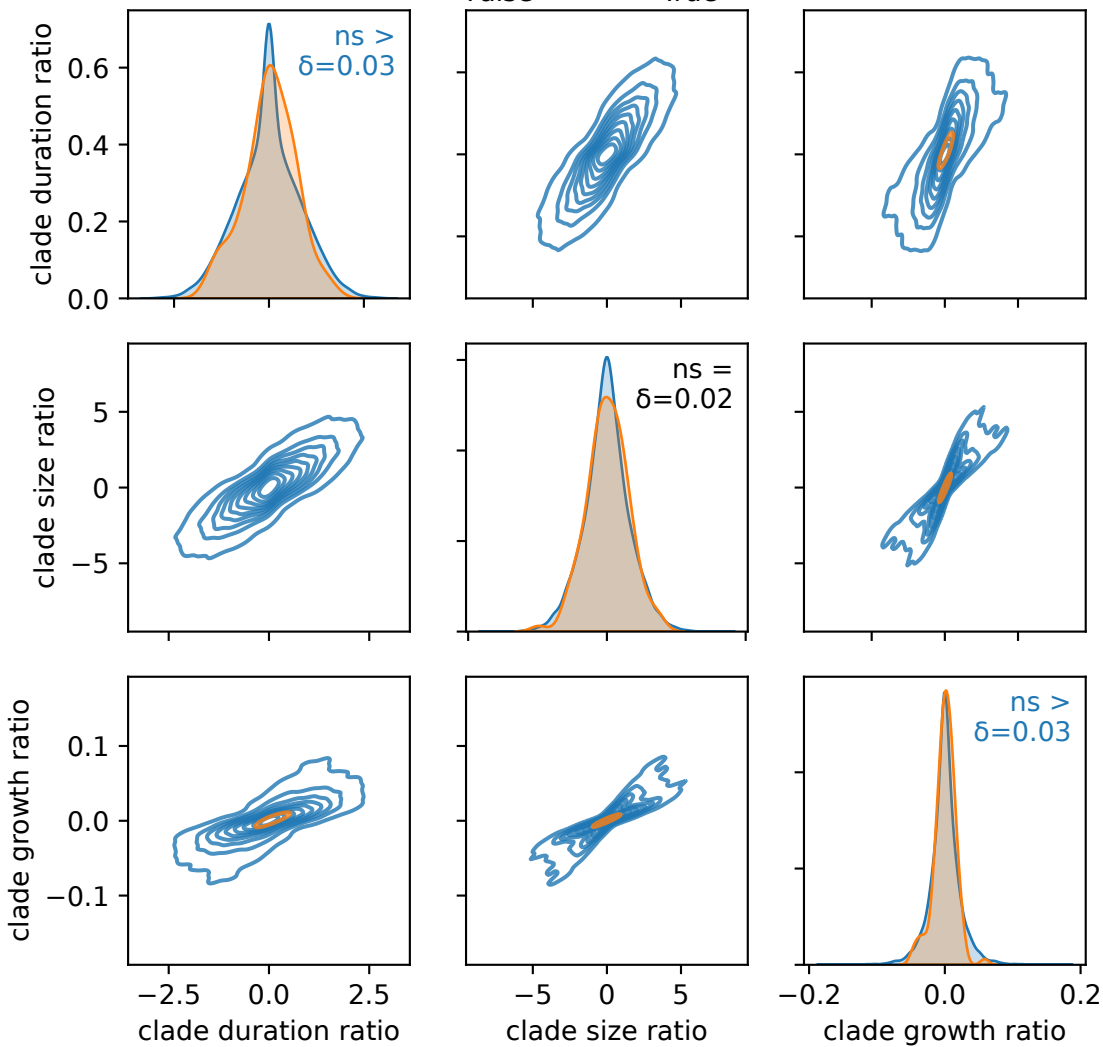 clade duration ratio
0.6
0.4
0.2
0.0
ns >
δ=0.03
clade size ratio
5
0
−5
ns =
δ=0.02
−5
0
5
clade growth ratio
0.1
0.0
−0.1
ns >
δ=0.03
−2.5
0.0
2.5
−5
0
5
−0.2
0.0
0.2
clade duration ratio
clade size ratio
clade growth ratio